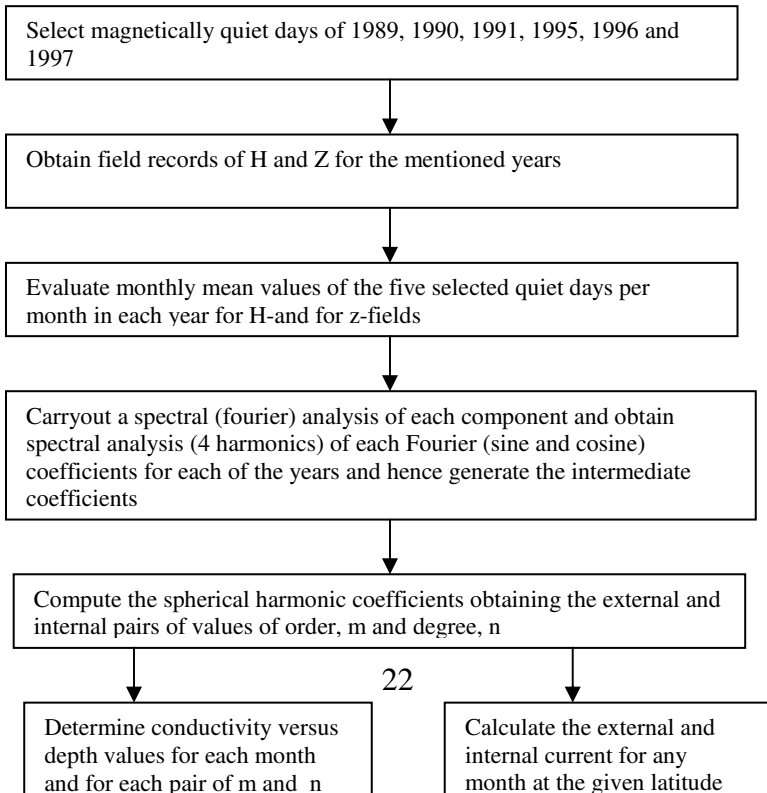 Select magnetically quiet days of 1989, 1990, 1991, 1995, 1996 and
1997
Obtain field records of H and Z for the mentioned years
Evaluate monthly mean values of the five selected quiet days per
month in each year for H-and for z-fields
Carryout a spectral (fourier) analysis of each component and obtain
spectral analysis (4 harmonics) of each Fourier (sine and cosine)
coefficients for each of the years and hence generate the intermediate
coefficients
Compute the spherical harmonic coefficients obtaining the external and
internal pairs of values of order, m and degree, n
22
Determine conductivity versus
depth values for each month
and for each pair of m and n
Calculate the external and
internal current for any
month at the given latitude